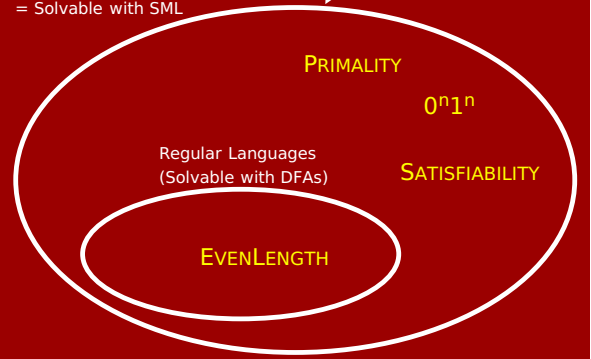 = Solvable with SML
PRIMALITY
0ⁿ1ⁿ
Regular Languages
(Solvable with DFAs)
SATISFIABILITY
EVENLENGTH